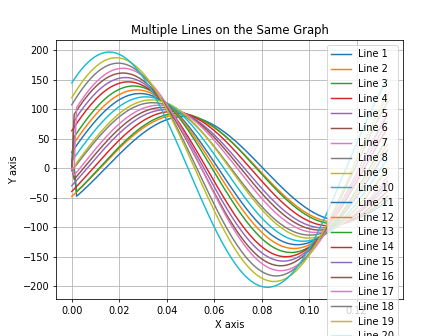 Multiple Lines on the Same Graph
Y axis
200
150
100
50
0
−50
−100
−150
−200
0.00
0.02
0.04
0.06
0.08
0.10
X axis
Line 1
Line 2
Line 3
Line 4
Line 5
Line 6
Line 7
Line 8
Line 9
Line 10
Line 11
Line 12
Line 13
Line 14
Line 15
Line 16
Line 17
Line 18
Line 19
Line 20